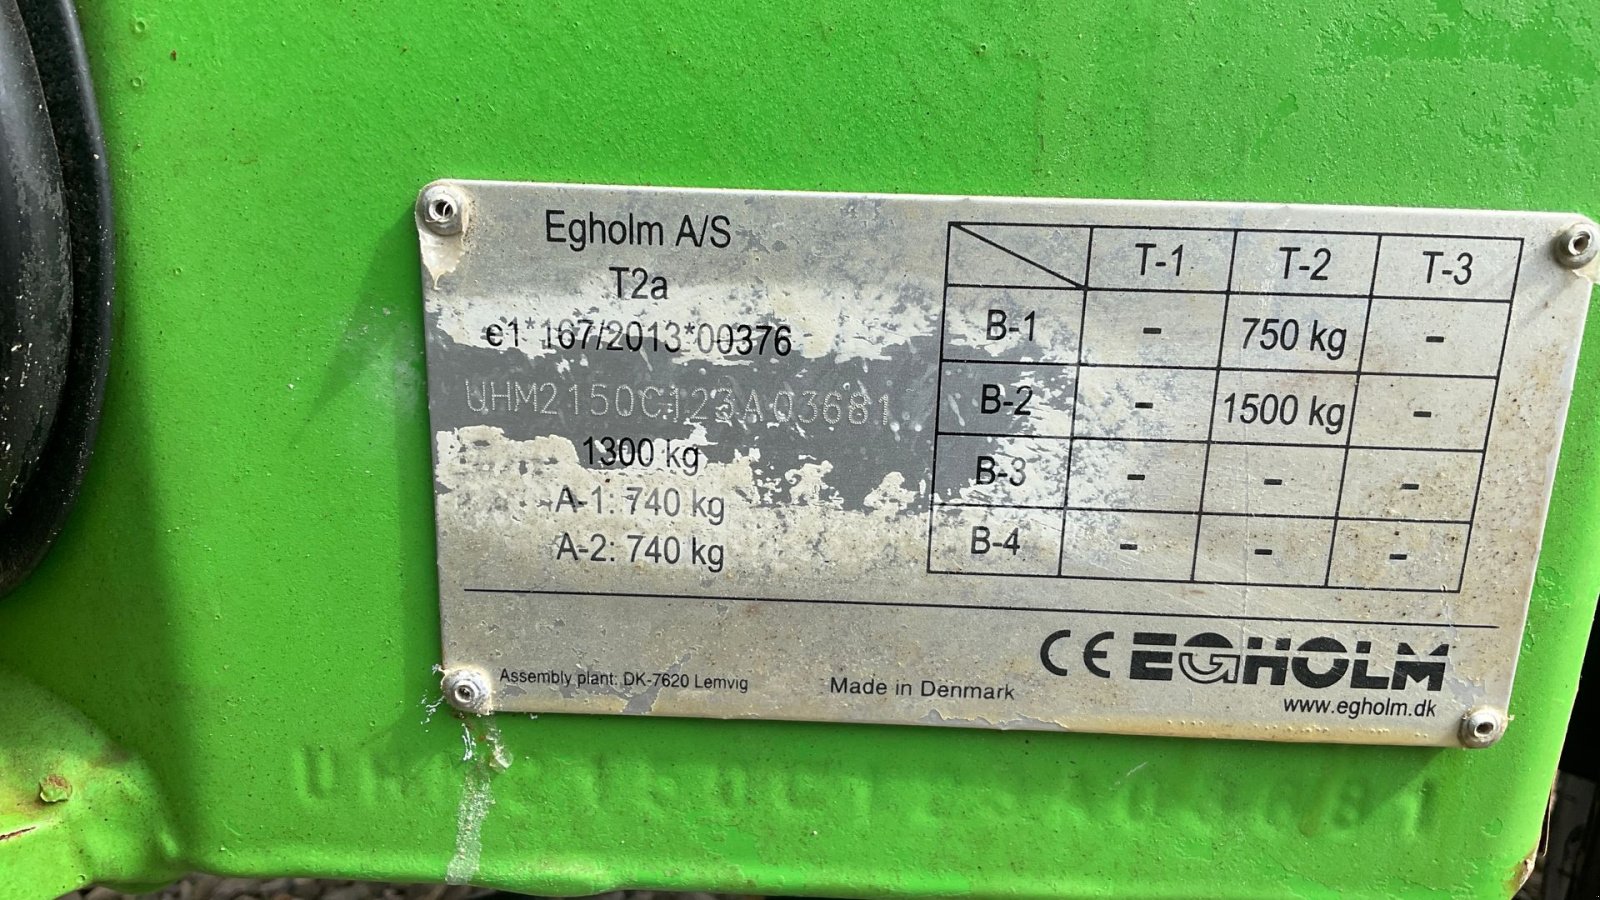 Egholm A/S
T2a
e1*167/2013*00376
UHM2150C123A03681
1300 kg
A-1: 740 kg
A-2: 740 kg
T-1 T-2 T-3
B-1 - 750 kg -
B-2 - 1500 kg -
B-3 - - -
B-4 - - -
CE EGHOLM
Assembly plant: DK-7620 Lemvig Made in Denmark www.egholm.dk
UHM2150C123A03681